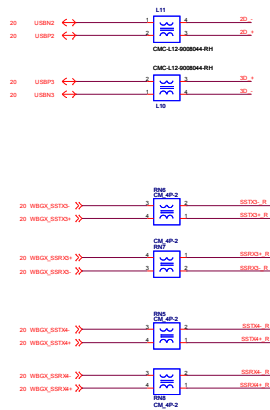 L11
20 USBN2 1 4 2D_-
20 USBP2 2 3 2D_+
CMC-L12-9008044-RH
CMC-L12-9008044-RH
20 USBP3 2 3 3D_+
20 USBN3 1 4 3D_-
L10
RN6
CM_4P-2
20 WBGX_SSTX3- 3 2 SSTX3-_R
20 WBGX_SSTX3+ 4 1 SSTX3+_R
CM_4P-2
RN7
20 WBGX_SSRX3+ 4 1 SSRX3+_R
20 WBGX_SSRX3- 3 2 SSRX3-_R
RN5
CM_4P-2
20 WBGX_SSTX4- 3 2 SSTX4-_R
20 WBGX_SSTX4+ 4 1 SSTX4+_R
20 WBGX_SSRX4- 3 2 SSRX4-_R
20 WBGX_SSRX4+ 4 1 SSRX4+_R
RN8
CM_4P-2